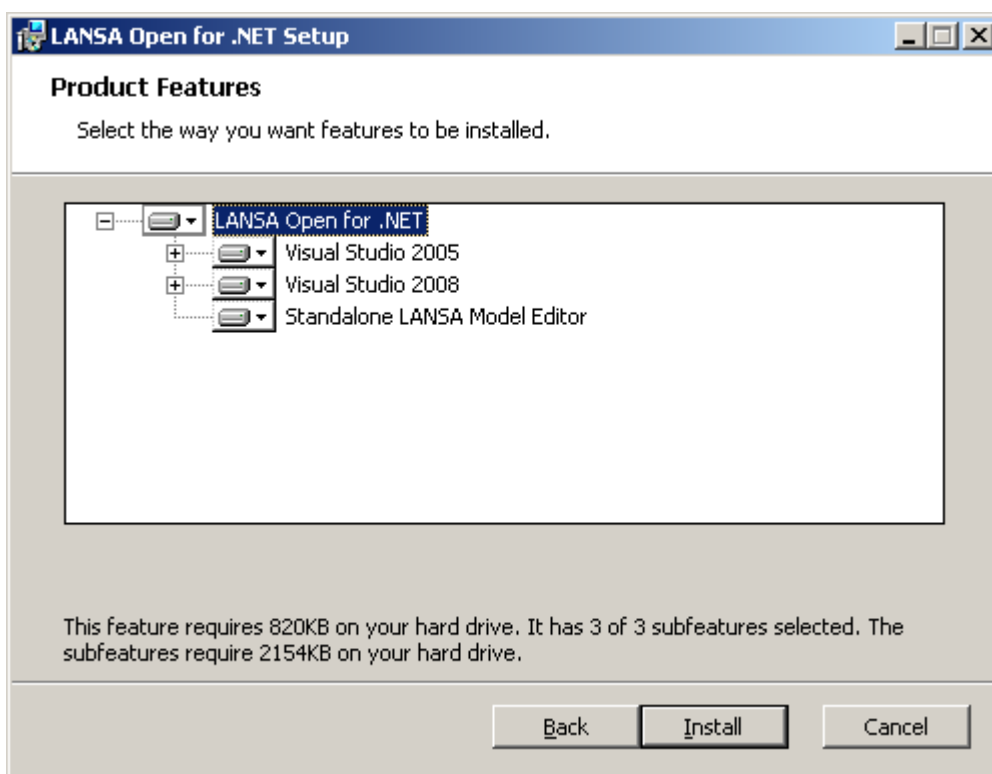 LANSA Open for .NET Setup
Product Features
Select the way you want features to be installed.
LANSA Open for .NET
Visual Studio 2005
Visual Studio 2008
Standalone LANSA Model Editor
This feature requires 820KB on your hard drive. It has 3 of 3 subfeatures selected. The
subfeatures require 2154KB on your hard drive.
Back Install Cancel